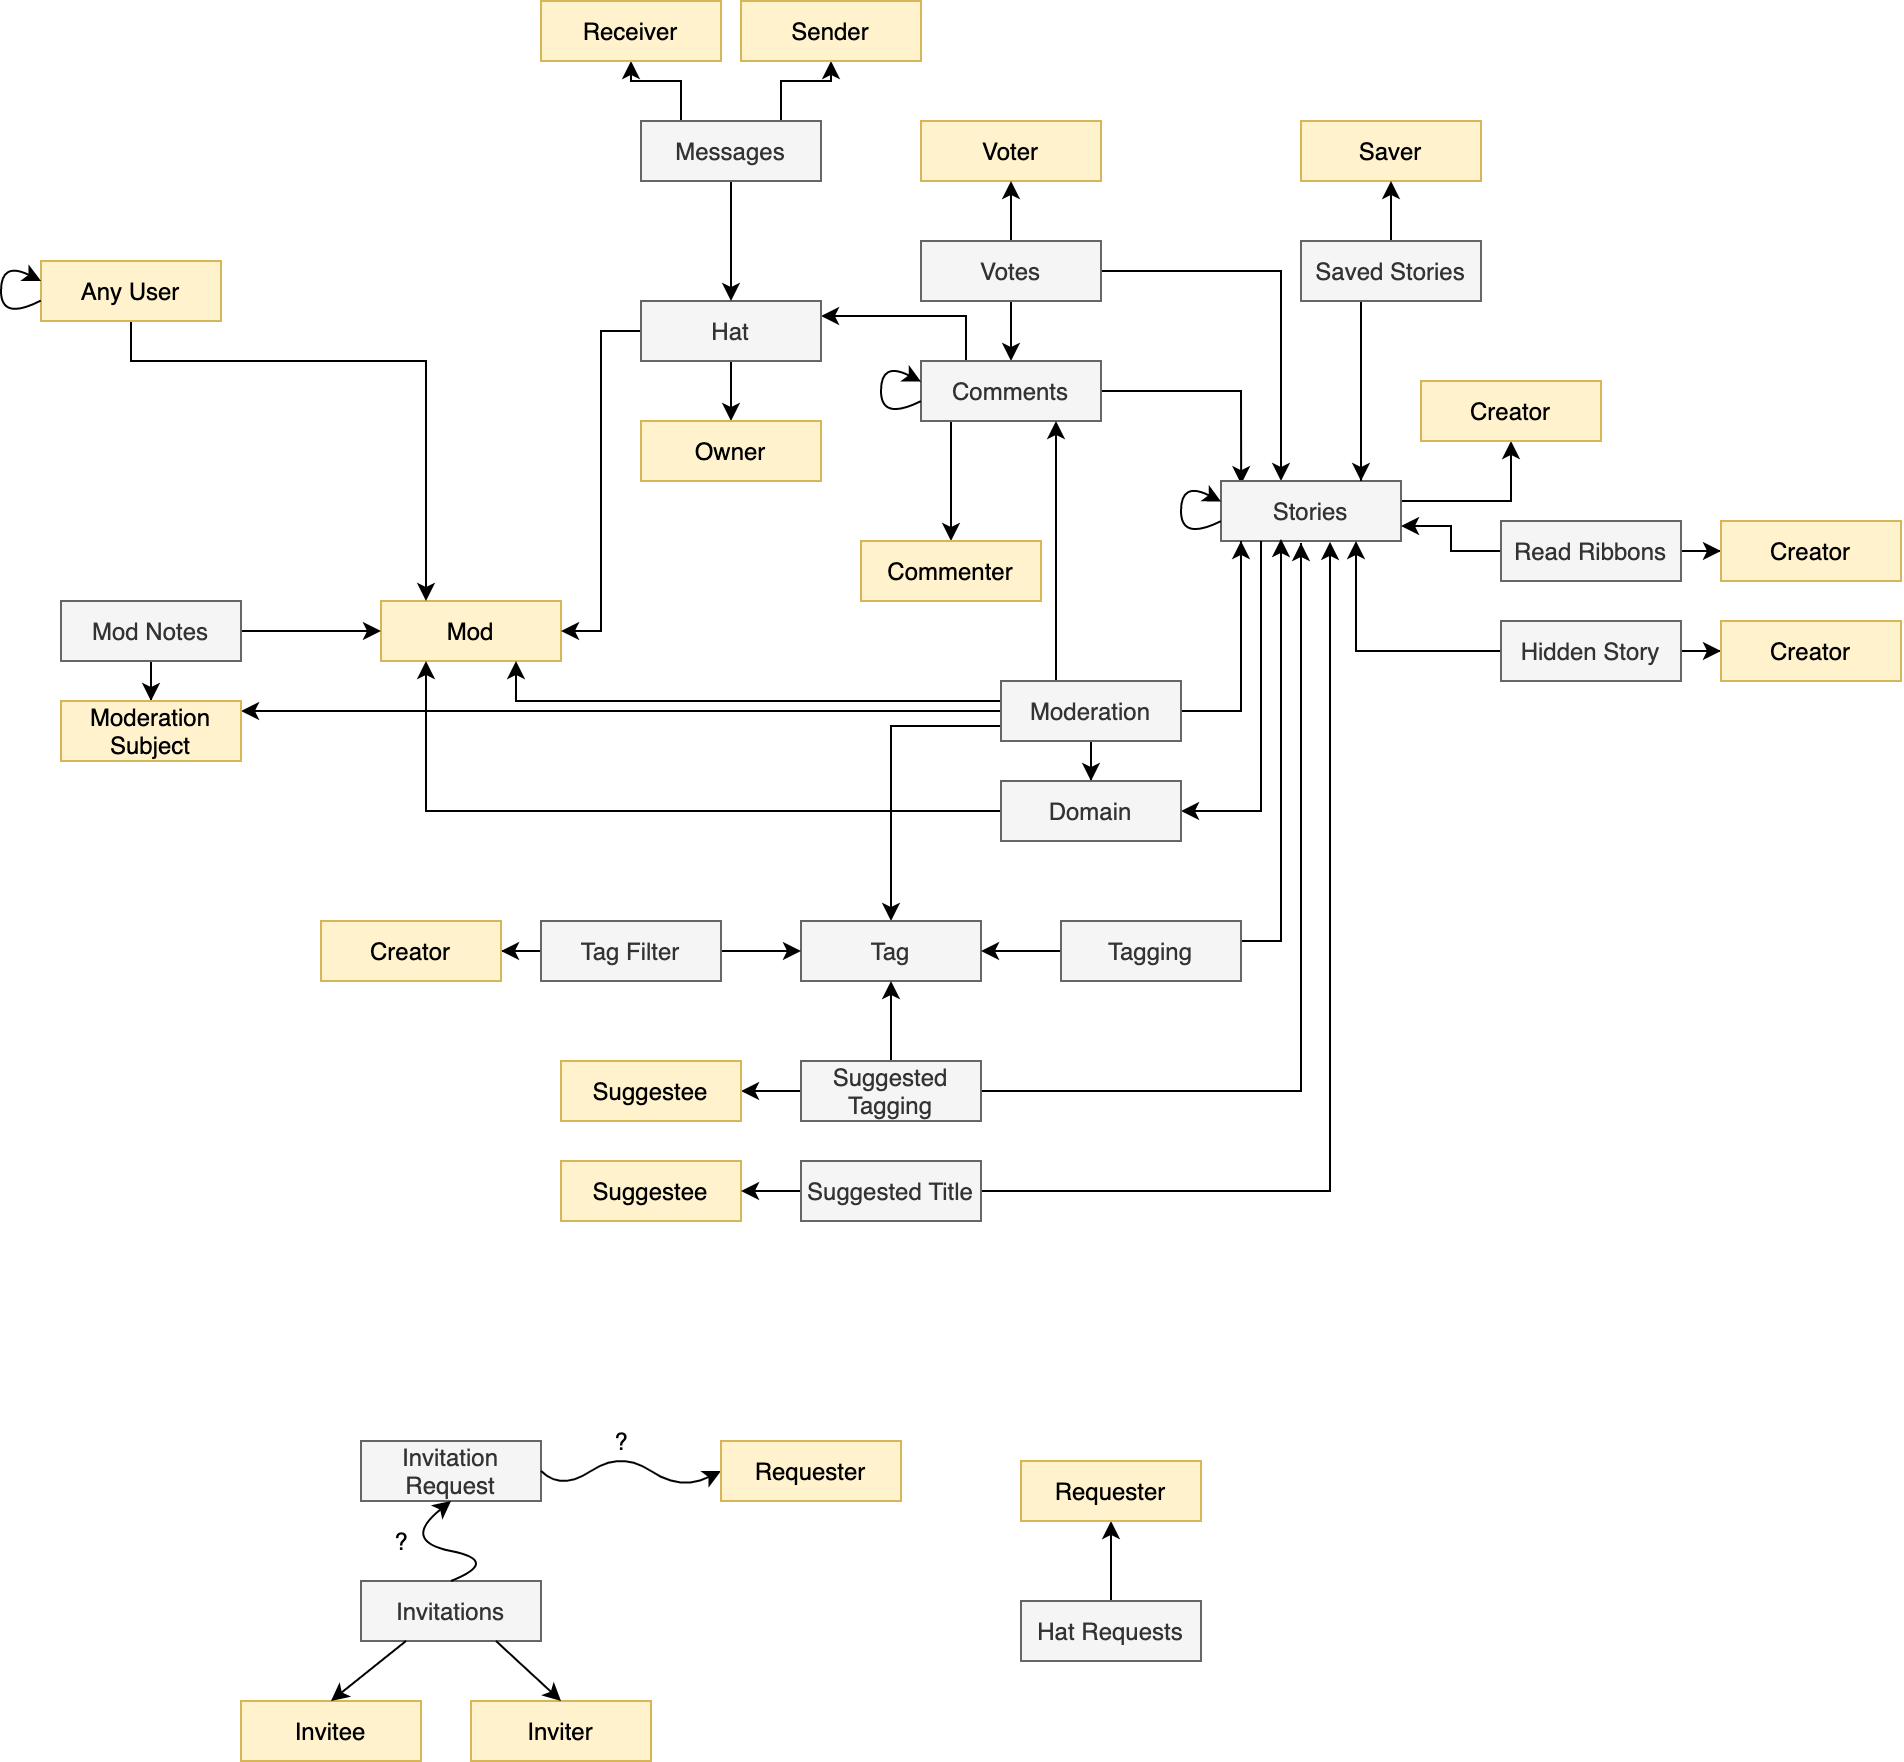 Receiver
Sender
Messages
Voter
Saver
Votes
Saved Stories
Any User
Hat
Comments
Creator
Owner
Stories
Commenter
Read Ribbons
Creator
Mod Notes
Mod
Hidden Story
Creator
Moderation
Subject
Moderation
Domain
Creator
Tag Filter
Tag
Tagging
Suggestee
Suggested
Tagging
Suggestee
Suggested Title
?
Invitation
Request
Requester
Requester
?
Invitations
Hat Requests
Invitee
Inviter